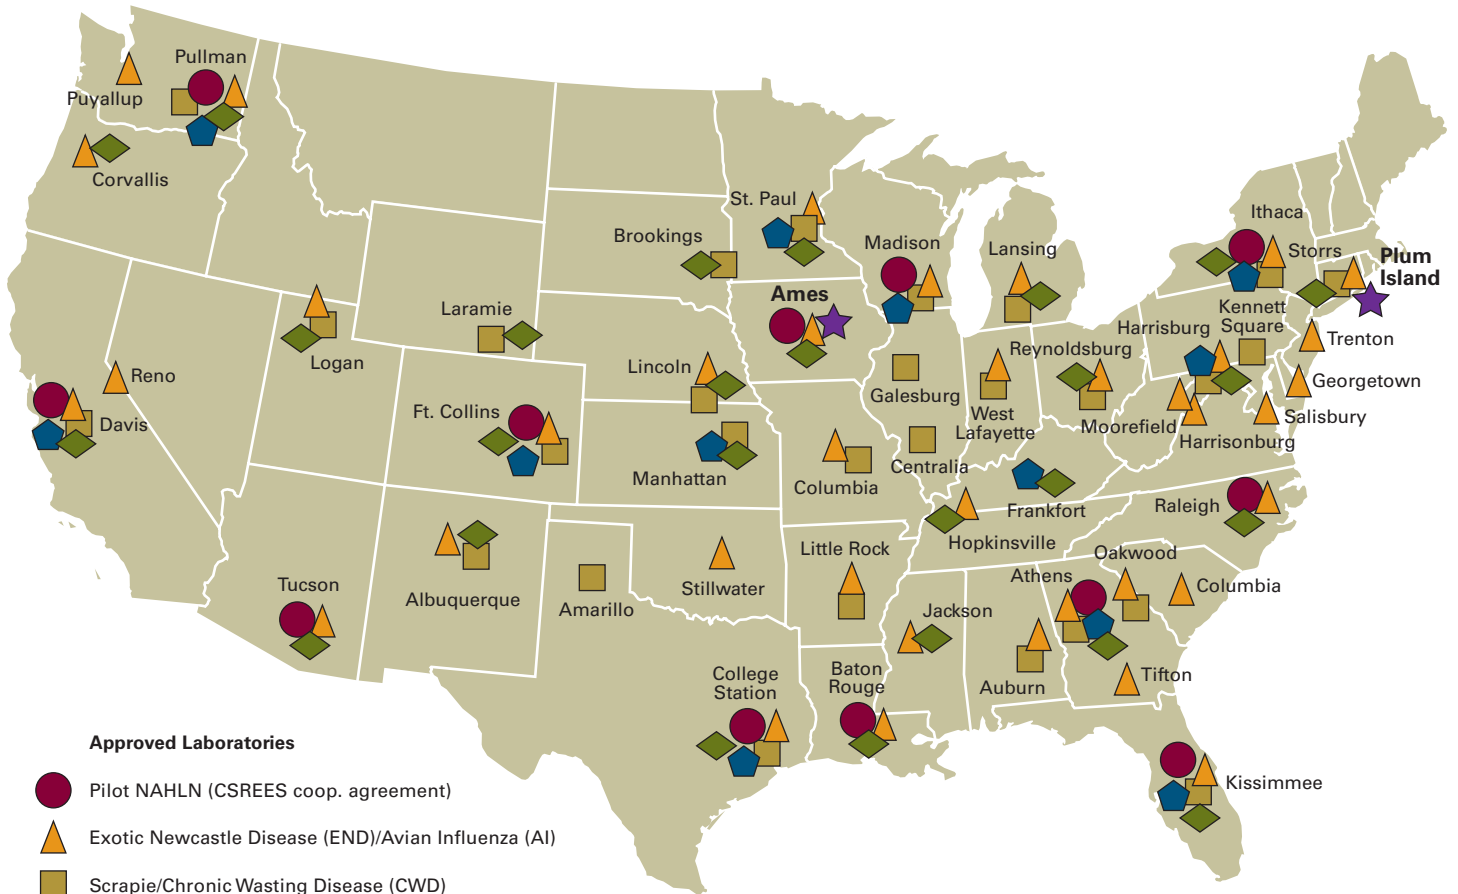 Pullman
Puyallup
Corvallis
Ithaca
St. Paul
Brookings
Madison
Lansing
Storrs
Plum
Island
Ames
Laramie
Kennett
Square
Harrisburg
Logan
Trenton
Reynoldsburg
Lincoln
Reno
Georgetown
Galesburg
Ft. Collins
West
Lafayette
Salisbury
Davis
Moorefield
Harrisonburg
Centralia
Manhattan
Columbia
Frankfort
Raleigh
Hopkinsville
Little Rock
Oakwood
Athens
Tucson
Stillwater
Columbia
Albuquerque
Amarillo
Jackson
College
Station
Baton
Rouge
Auburn
Tifton
Kissimmee
Approved Laboratories
Pilot NAHLN (CSREES coop. agreement)
Exotic Newcastle Disease (END)/Avian Influenza (AI)
Scrapie/Chronic Wasting Disease (CWD)